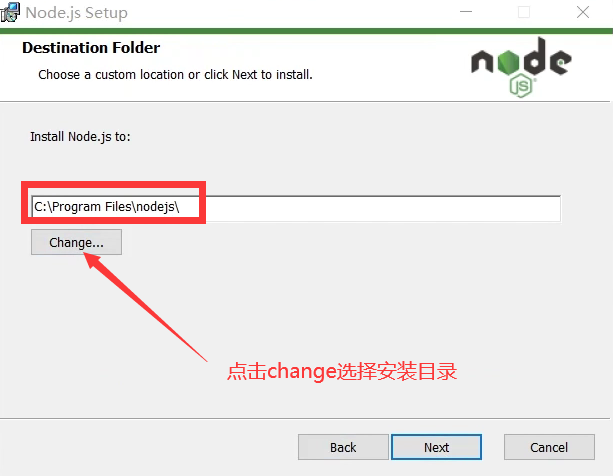 Node.js Setup
Destination Folder
Choose a custom location or click Next to install.
node
JS
Install Node.js to:
C:\Program Files\nodejs\
Change...
点击change选择安装目录
Back
Next
Cancel